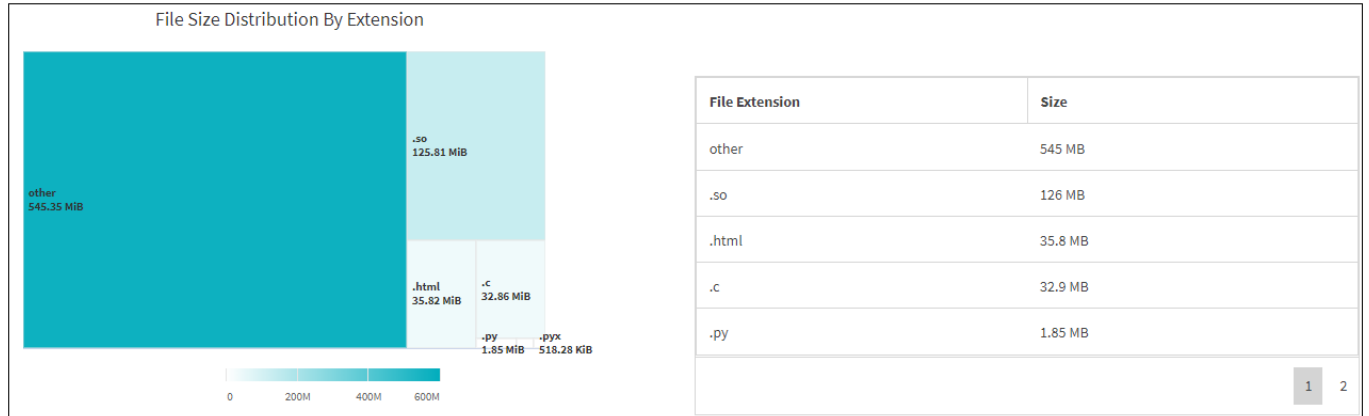 File Size Distribution By Extension
other
545.35 MiB
.so
125.81 MiB
.html
35.82 MiB
.c
32.86 MiB
.py
1.85 MiB
.pyx
518.28 KiB
0 200M 400M 600M
File Extension Size
other 545 MB
.so 126 MB
.html 35.8 MB
.c 32.9 MB
.py 1.85 MB
1 2